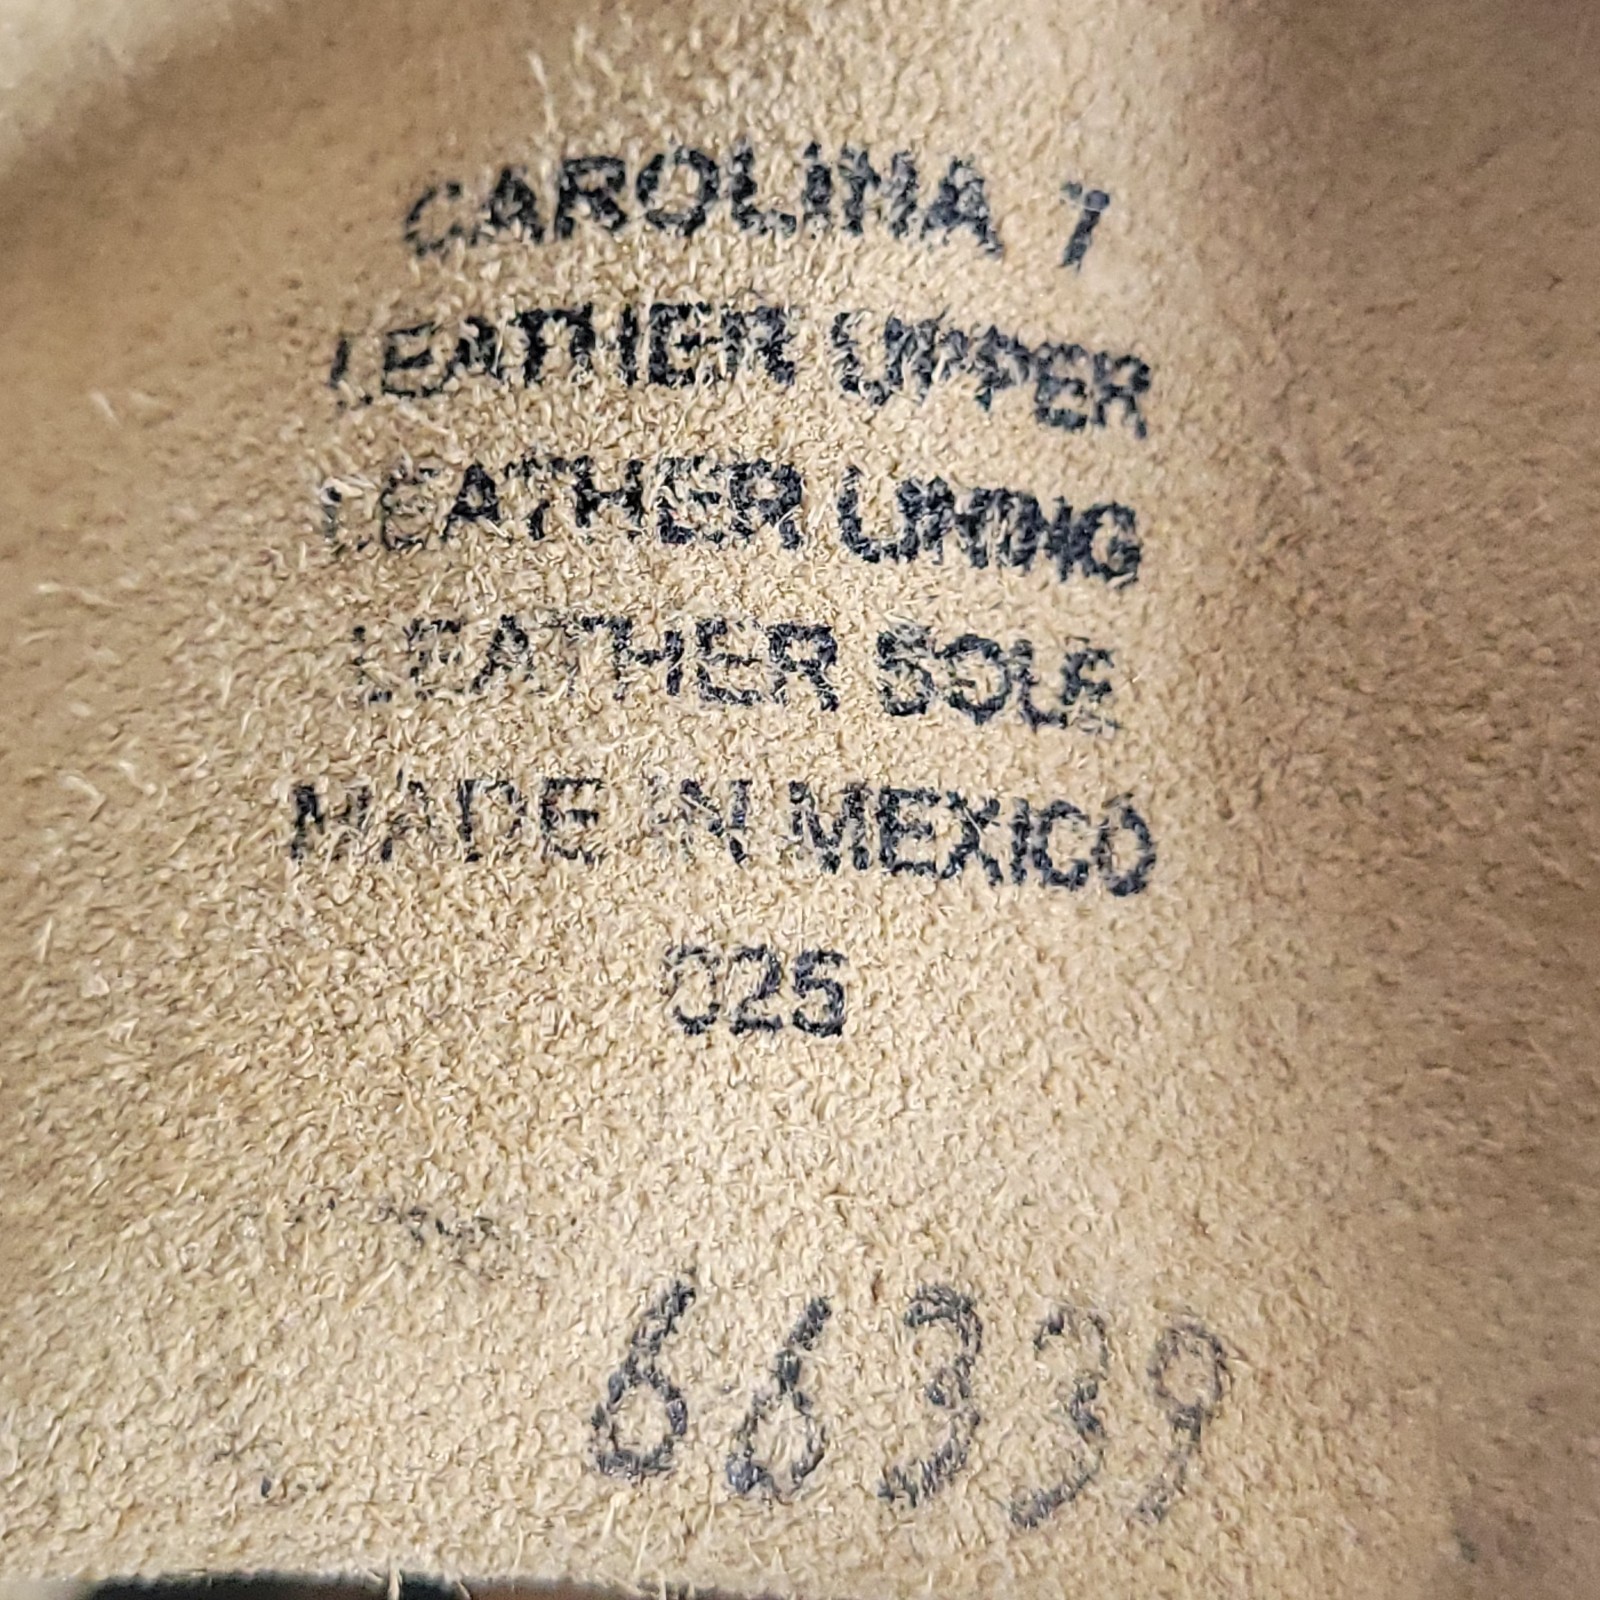 CAROLINA 7
LEATHER UPPER
LEATHER LINING
LEATHER SOLE
MADE IN MEXICO
025
66339